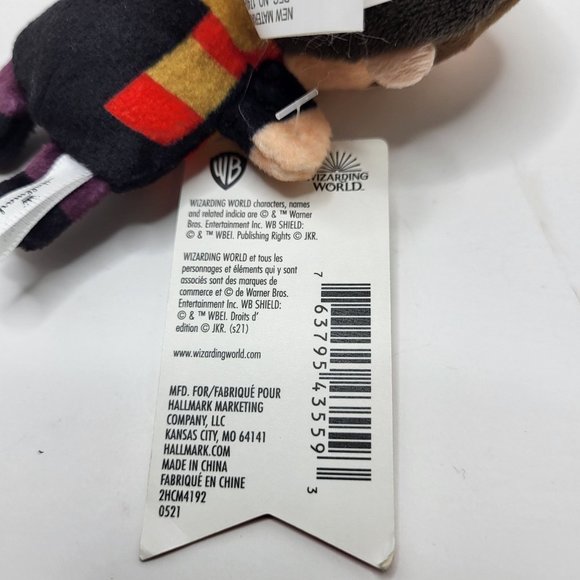 NEW MATER
REG. NO.
Hallmark
WB
WIZARDING
WORLD
WIZARDING WORLD characters, names
and related indicia are © & ™ Warner
Bros. Entertainment Inc. WB SHIELD:
© & ™ WBEI. Publishing Rights © JKR.
WIZARDING WORLD et tous les
personnages et éléments qui y sont
associés sont des marques de
commerce et © de Warner Bros.
Entertainment Inc. WB SHIELD:
© & ™ WBEI. Droits d'
edition © JKR. (s21)
www.wizardingworld.com
MFD. FOR/FABRIQUÉ POUR
HALLMARK MARKETING
COMPANY, LLC
KANSAS CITY, MO 64141
HALLMARK.COM
MADE IN CHINA
FABRIQUÉ EN CHINE
2HCM4192
0521
7 63795 43559 3